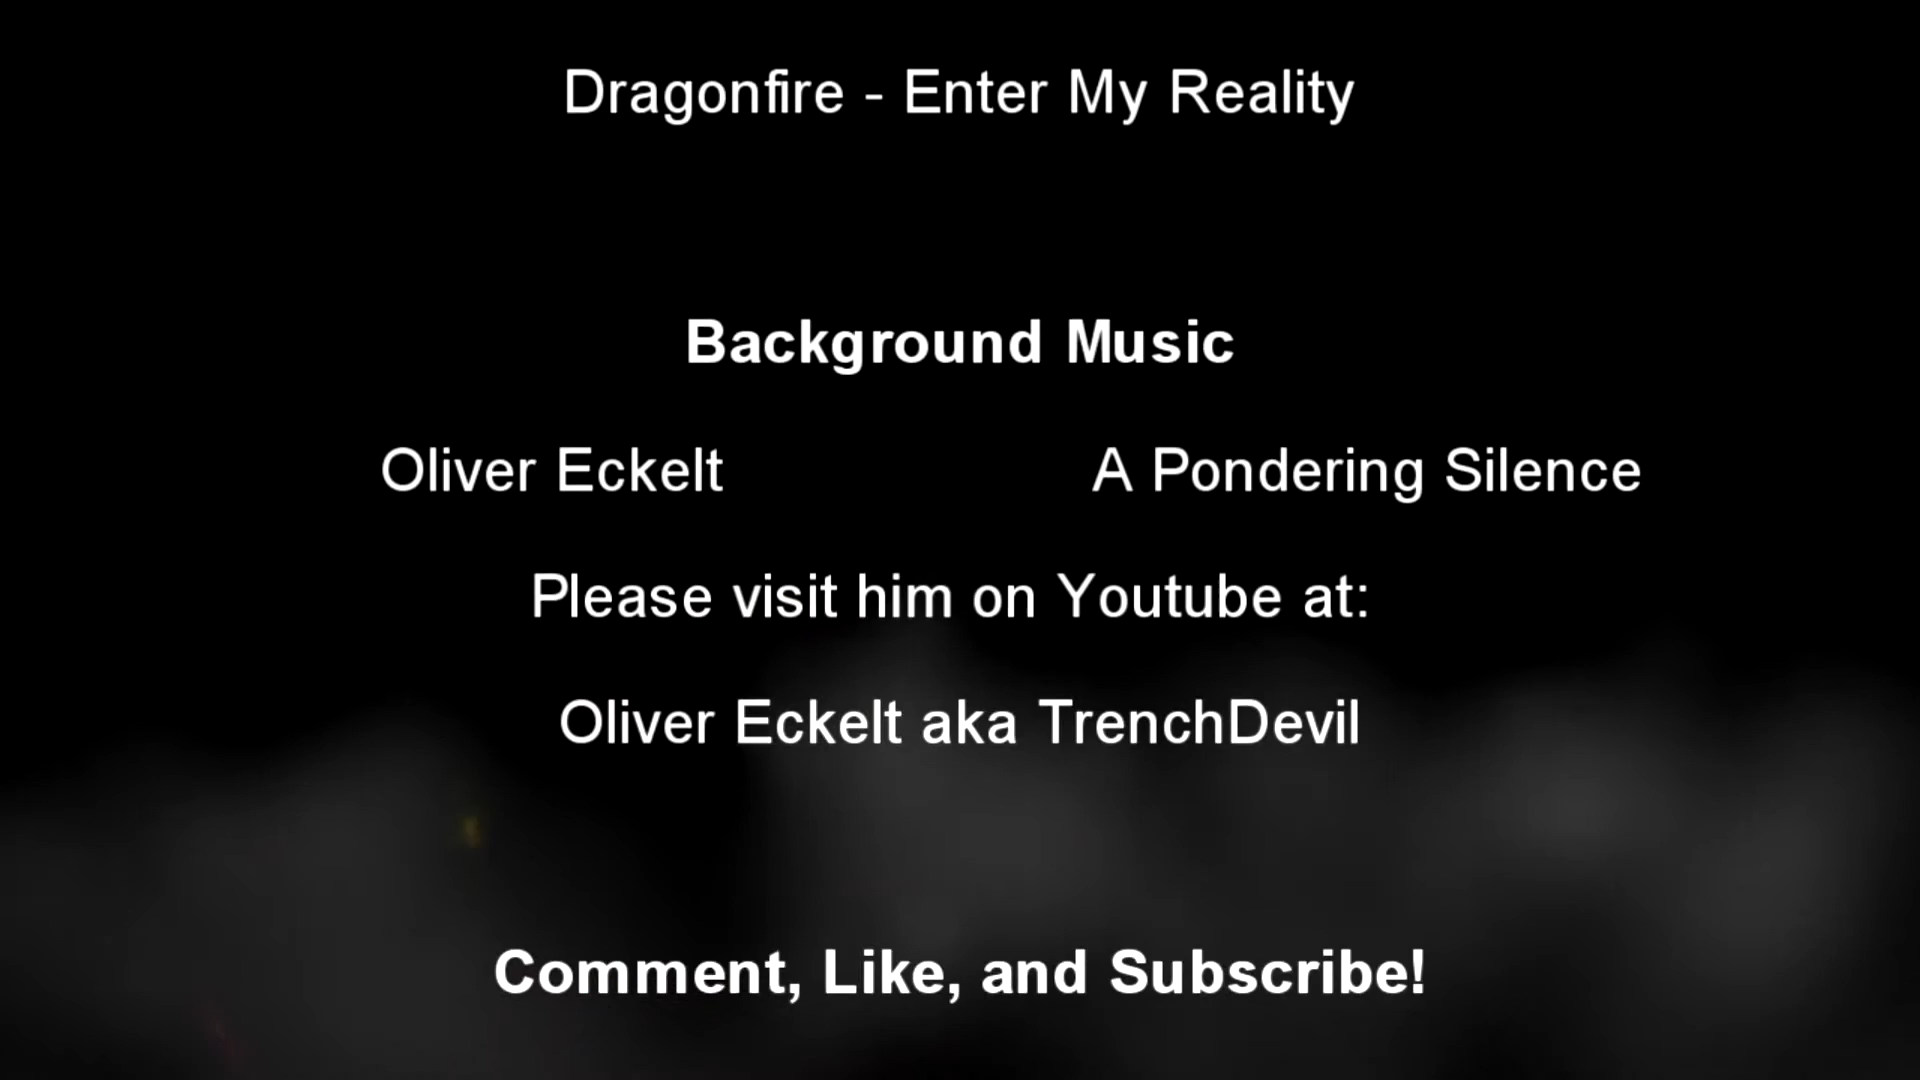 Dragonfire - Enter My Reality
Background Music
Oliver Eckelt A Pondering Silence
Please visit him on Youtube at:
Oliver Eckelt aka TrenchDevil
Comment, Like, and Subscribe!